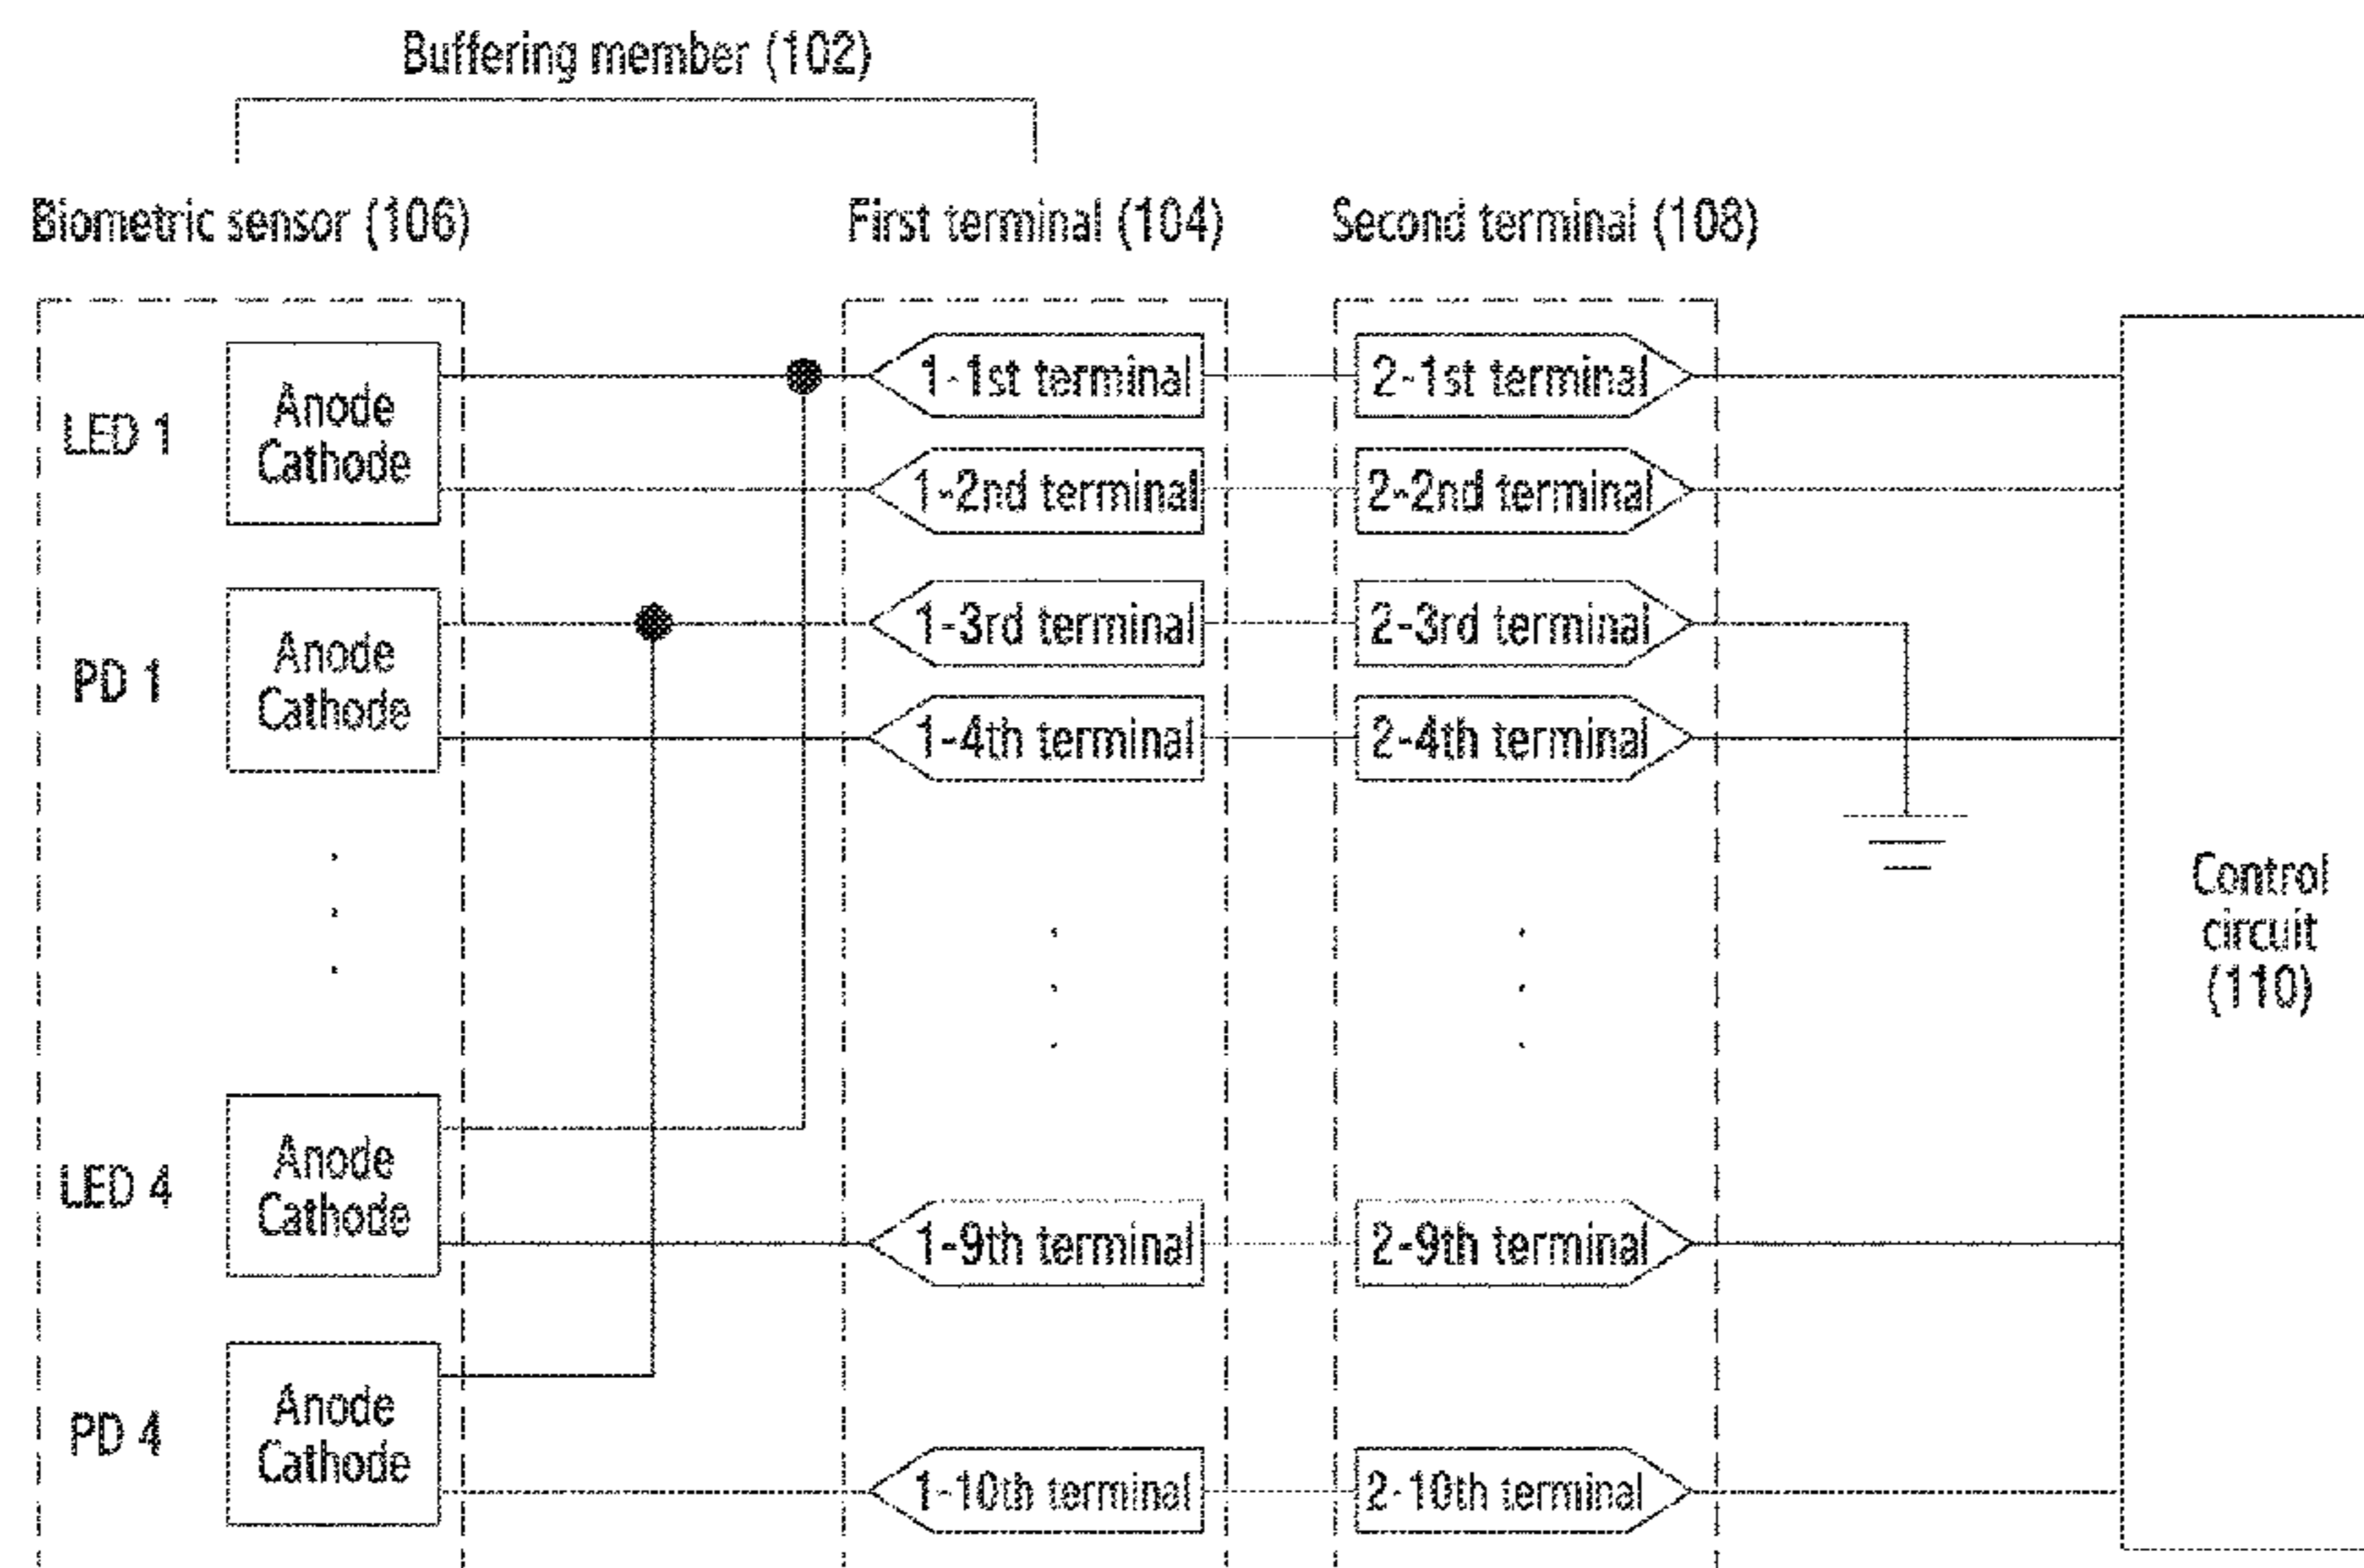 Buffering member (102)
Biometric sensor (106)
First terminal (104)
Second terminal (108)
LED 1
Anode
Cathode
1-1st terminal
2-1st terminal
1-2nd terminal
2-2nd terminal
PD 1
Anode
Cathode
1-3rd terminal
2-3rd terminal
1-4th terminal
2-4th terminal
Control
circuit
(110)
LED 4
Anode
Cathode
1-9th terminal
2-9th terminal
PD 4
Anode
Cathode
1-10th terminal
2-10th terminal